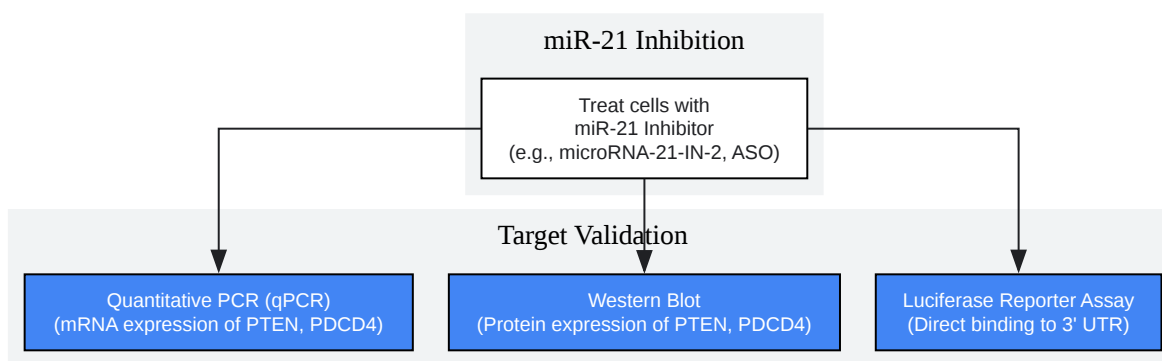 miR-21 Inhibition
Treat cells with
miR-21 Inhibitor
(e.g., microRNA-21-IN-2, ASO)
Target Validation
Quantitative PCR (qPCR)
(mRNA expression of PTEN, PDCD4)
Western Blot
(Protein expression of PTEN, PDCD4)
Luciferase Reporter Assay
(Direct binding to 3' UTR)